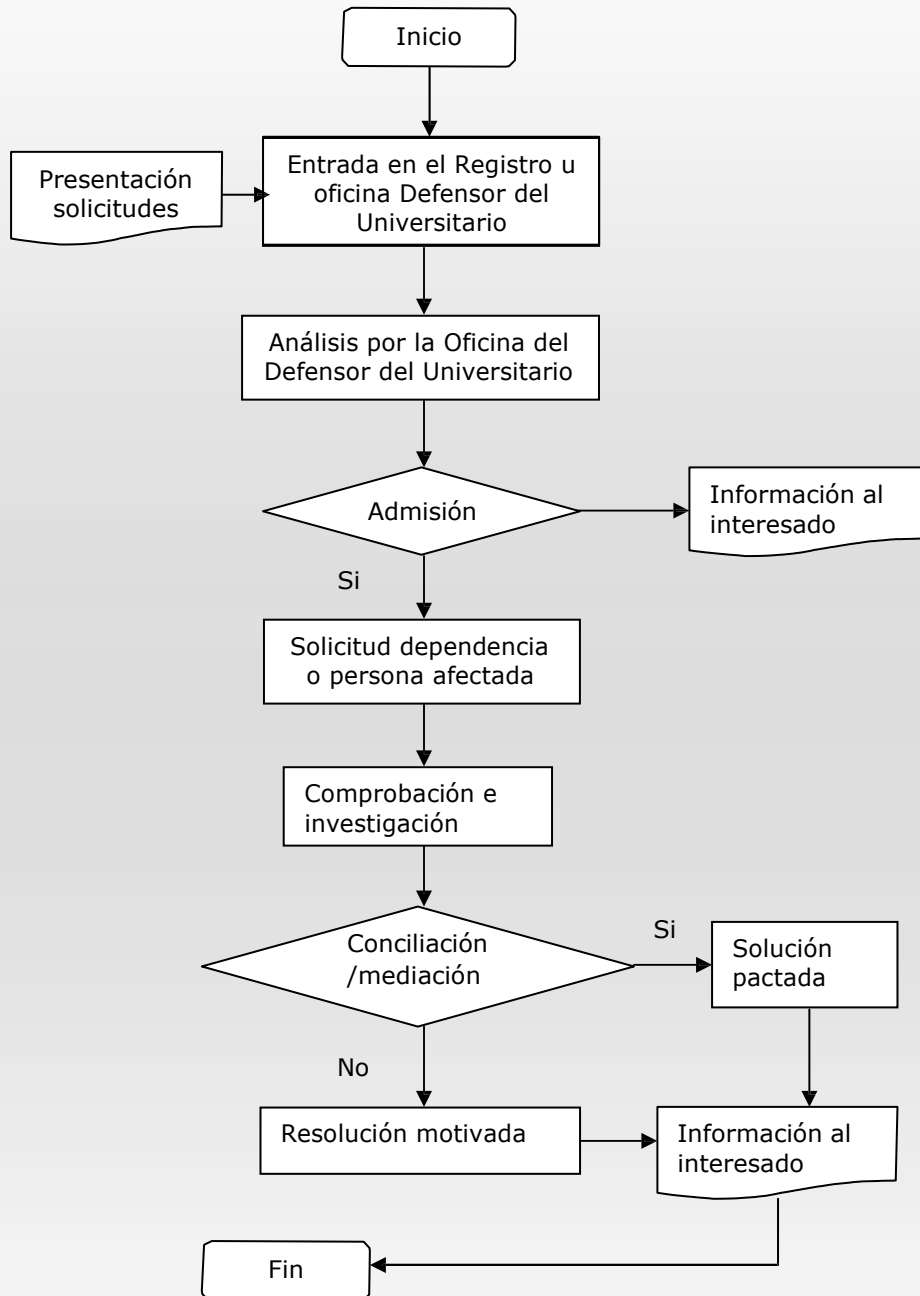 Inicio
Presentación
solicitudes
Entrada en el Registro u
oficina Defensor del
Universitario
Análisis por la Oficina del
Defensor del Universitario
Admisión
Información al
interesado
Si
Solicitud dependencia
o persona afectada
Comprobación e
investigación
Conciliación
/mediación
Si
Solución
pactada
No
Resolución motivada
Información al
interesado
Fin